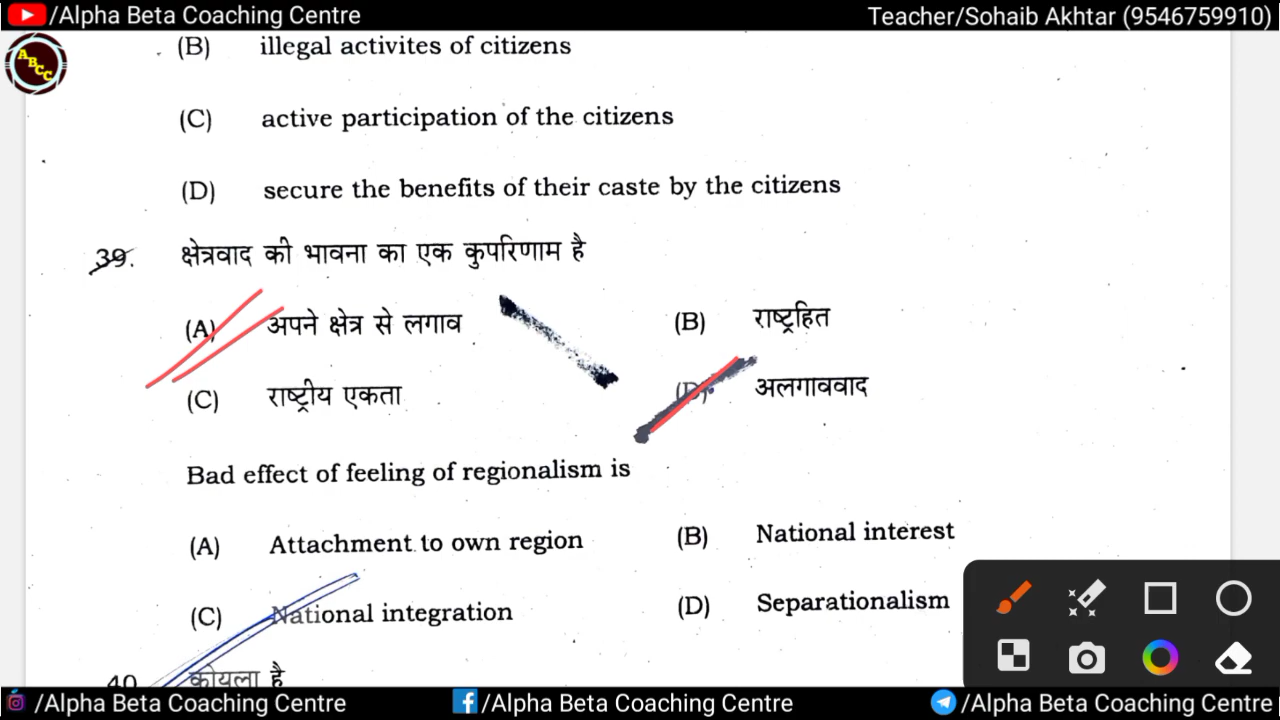 /Alpha Beta Coaching Centre
Teacher/Sohaib Akhtar (9546759910)
ABCC
(B) illegal activites of citizens
(C) active participation of the citizens
(D) secure the benefits of their caste by the citizens
39. क्षेत्रवाद की भावना का एक कुपरिणाम है
(A) अपने क्षेत्र से लगाव (B) राष्ट्रहित
(C) राष्ट्रीय एकता (D) अलगाववाद
Bad effect of feeling of regionalism is
(A) Attachment to own region (B) National interest
(C) National integration (D) Separationalism
40. कोयला है
/Alpha Beta Coaching Centre /Alpha Beta Coaching Centre /Alpha Beta Coaching Centre